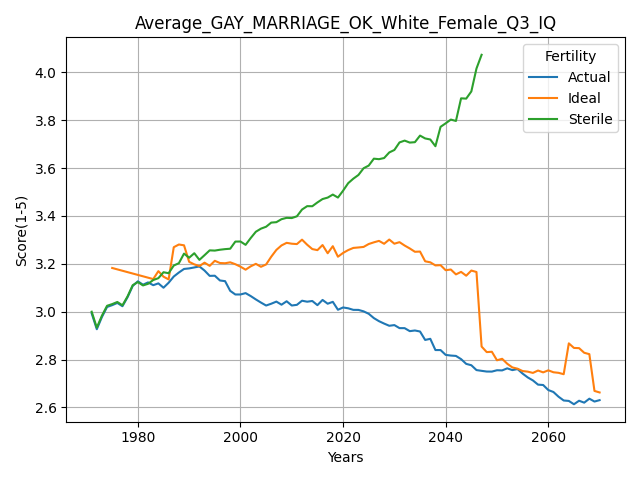 Average_GAY_MARRIAGE_OK_White_Female_Q3_IQ
Fertility
Actual
Ideal
Sterile
Score(1-5)
4.0
3.8
3.6
3.4
3.2
3.0
2.8
2.6
1980
2000
2020
2040
2060
Years